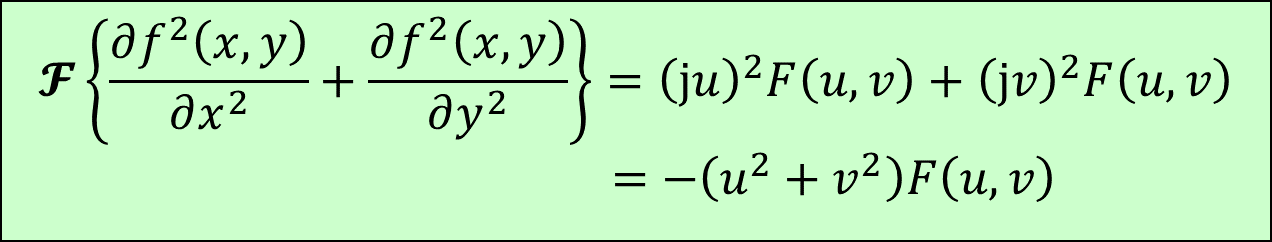 𝓕{∂f²(x, y)/∂x² + ∂f²(x, y)/∂y²} = (ju)²F(u, v) + (jv)²F(u, v)
= −(u² + v²)F(u, v)